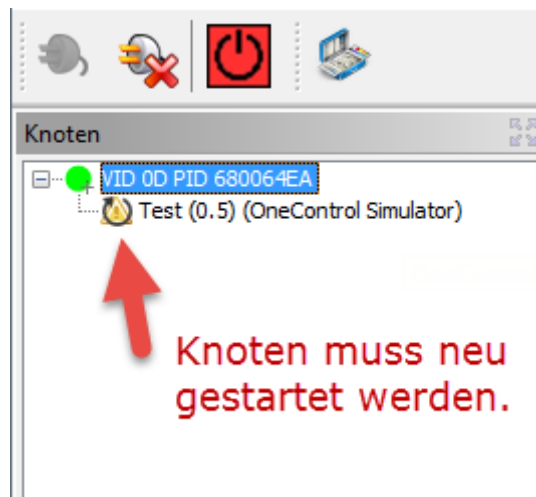 Knoten
VID 0D PID 680064EA
Test (0.5) (OneControl Simulator)
Knoten muss neu
gestartet werden.